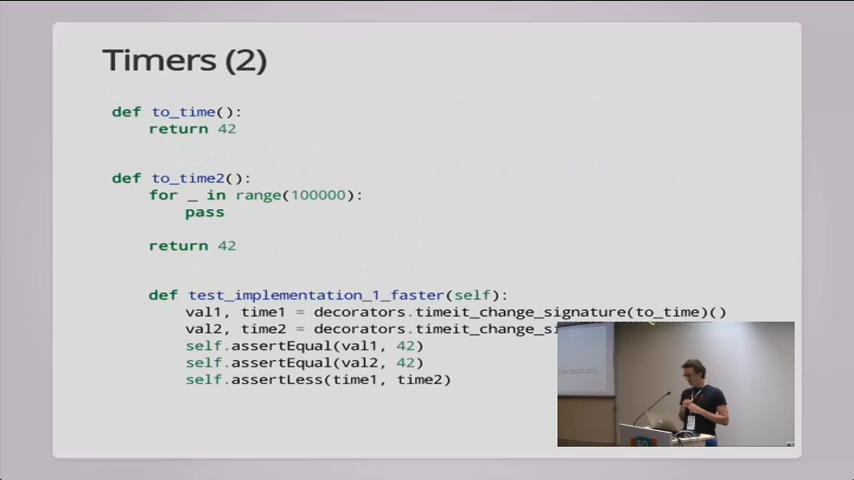 Timers (2)
def to_time():
return 42
def to_time2():
for _ in range(100000):
pass
return 42
def test_implementation_1_faster(self):
val1, time1 = decorators.timeit_change_signature(to_time)()
val2, time2 = decorators.timeit_change_si
self.assertEqual(val1, 42)
self.assertEqual(val2, 42)
self.assertLess(time1, time2)